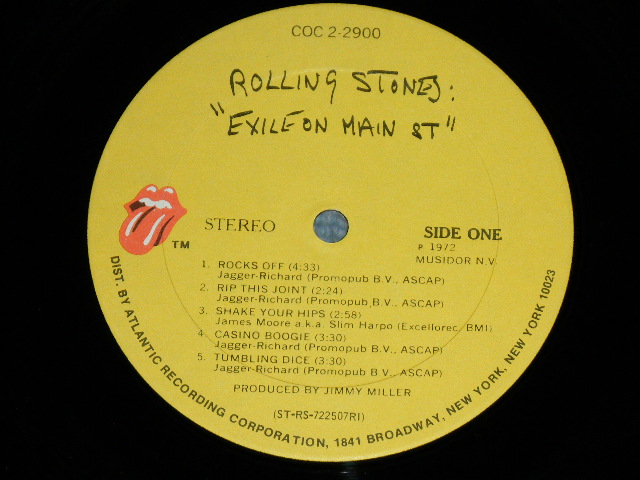 COC 2-2900
ROLLING STONES:
"EXILE ON MAIN ST"
TM
STEREO
SIDE ONE
P 1972
MUSIDOR N.V.
1. ROCKS OFF (4:33)
Jagger-Richard (Promopub B.V., ASCAP)
2. RIP THIS JOINT (2:24)
Jagger-Richard (Promopub B.V., ASCAP)
3. SHAKE YOUR HIPS (2:58)
James Moore a.k.a. Slim Harpo (Excellorec, BMI)
4. CASINO BOOGIE (3:30)
Jagger-Richard (Promopub B.V., ASCAP)
5. TUMBLING DICE (3:30)
Jagger-Richard (Promopub B.V., ASCAP)
PRODUCED BY JIMMY MILLER
(ST-RS-722507RI)
DIST. BY ATLANTIC RECORDING CORPORATION, 1841 BROADWAY, NEW YORK, NEW YORK 10023